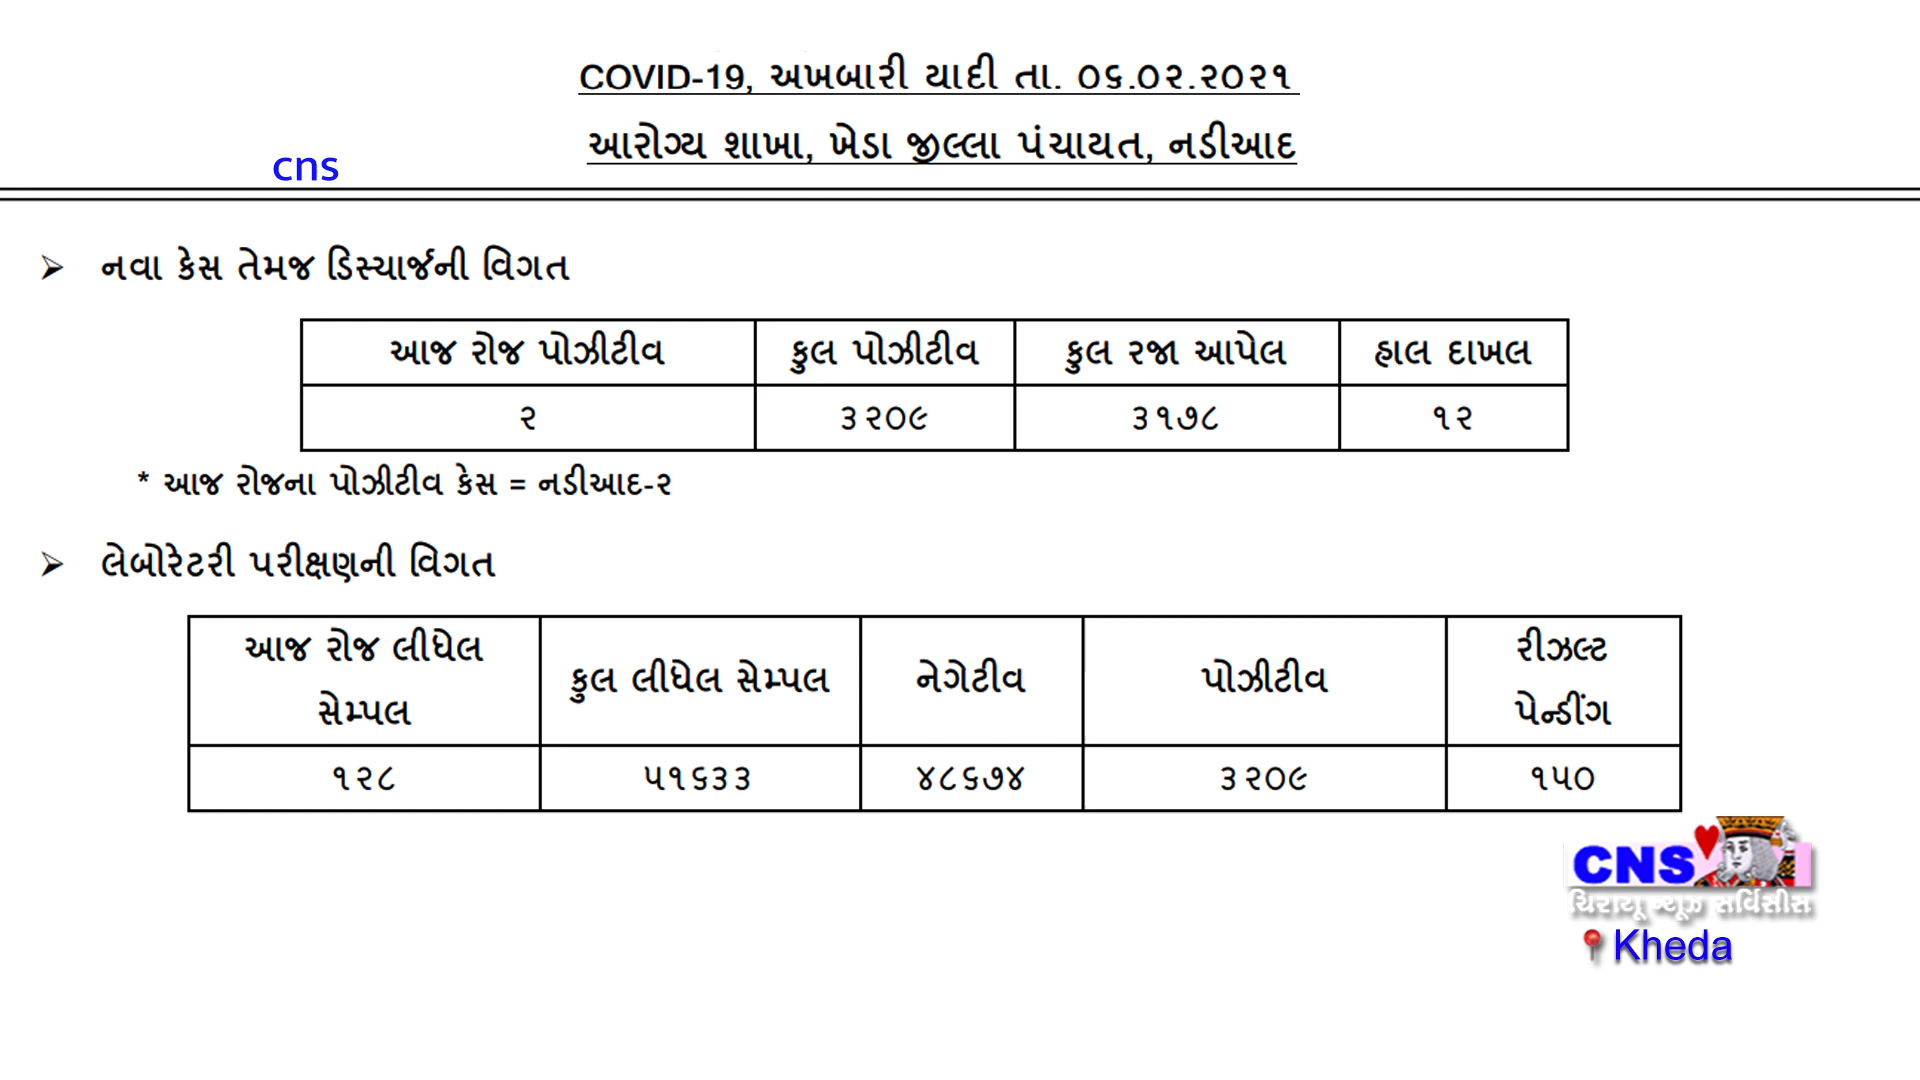 COVID-19, અખબારી યાદી તા. ૦૬.૦૨.૨૦૨૧
આરોગ્ય શાખા, ખેડા જીલ્લા પંચાયત, નડીઆદ
cns
➢ નવા કેસ તેમજ ડિસ્ચાર્જની વિગત
આજ રોજ પોઝીટીવ કુલ પોઝીટીવ કુલ રજા આપેલ હાલ દાખલ
૨ ૩૨૦૯ ૩૧૭૮ ૧૨
* આજ રોજના પોઝીટીવ કેસ = નડીઆદ-૨
➢ લેબોરેટરી પરીક્ષણની વિગત
આજ રોજ લીધેલ
સેમ્પલ
કુલ લીધેલ સેમ્પલ
નેગેટીવ
પોઝીટીવ
રીઝલ્ટ
પેન્ડીંગ
૧૨૮ ૫૧૬૩૩ ૪૮૬૭૪ ૩૨૦૯ ૧૫૦
CNS
ચિરાયૂ ન્યૂઝ સર્વિસીસ
Kheda